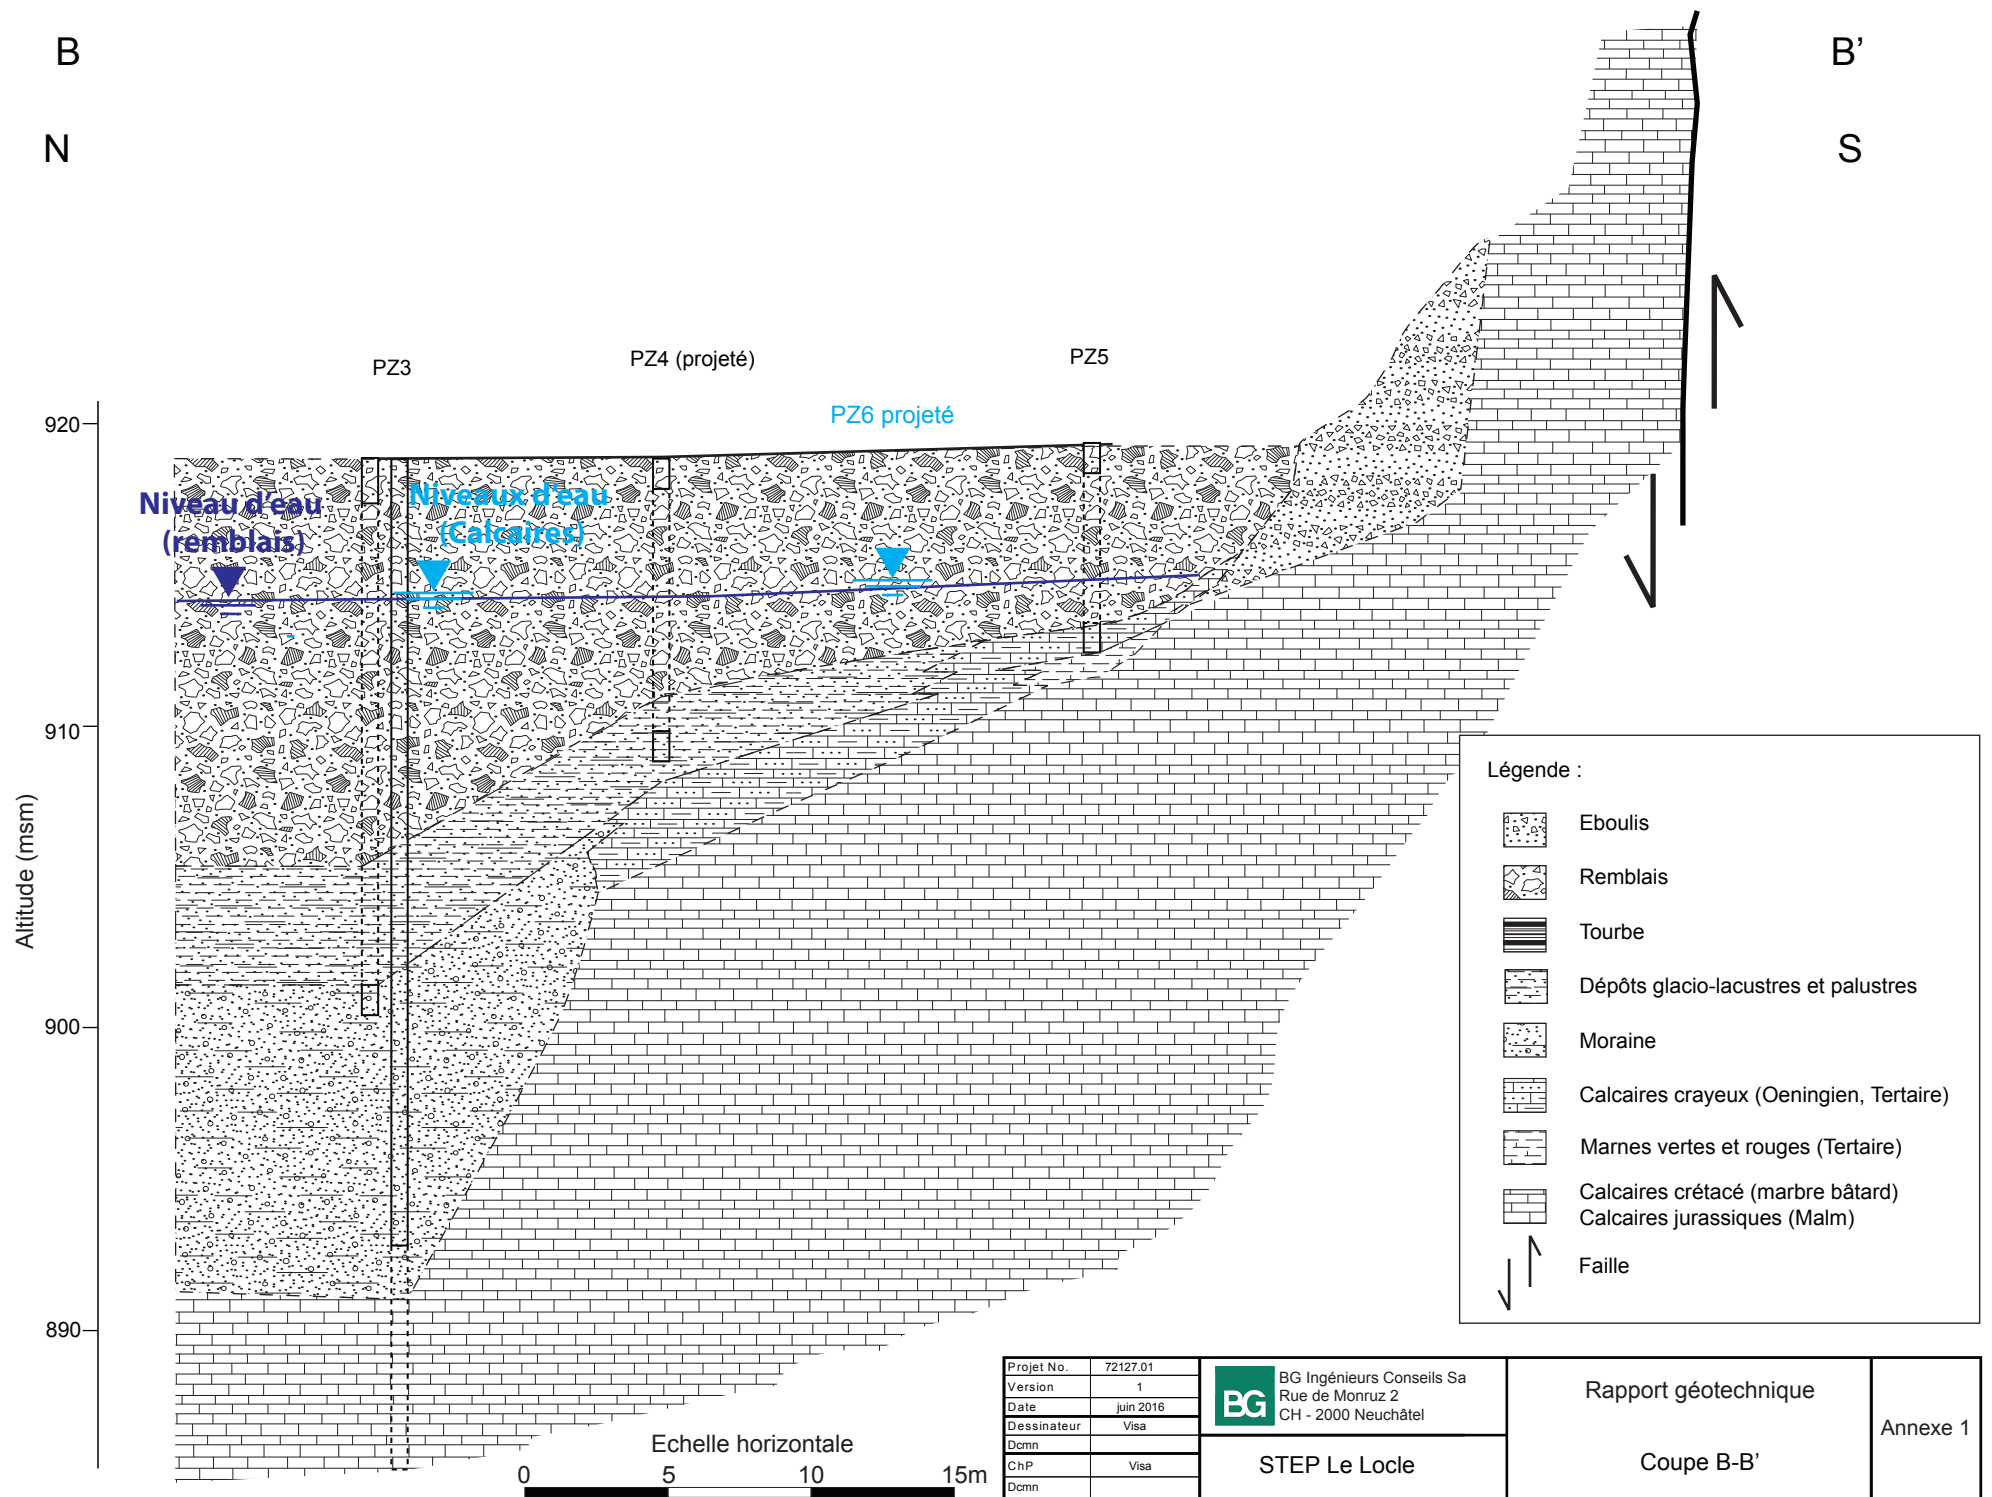 B
B'
N
S
PZ3
PZ4 (projeté)
PZ5
PZ6 projeté
920
910
900
890
Altitude (msm)
Niveau d'eau
(remblais)
Niveaux d'eau
(Calcaires)
Légende :
Eboulis
Remblais
Tourbe
Dépôts glacio-lacustres et palustres
Moraine
Calcaires crayeux (Oeningien, Tertaire)
Marnes vertes et rouges (Tertaire)
Calcaires crétacé (marbre bâtard)
Calcaires jurassiques (Malm)
Faille
Echelle horizontale
0 5 10 15m
Projet No. 72127.01
Version 1
Date juin 2016
Dessinateur Visa
Dcmn
ChP Visa
Dcmn
BG
BG Ingénieurs Conseils Sa
Rue de Monruz 2
CH - 2000 Neuchâtel
STEP Le Locle
Rapport géotechnique
Coupe B-B'
Annexe 1